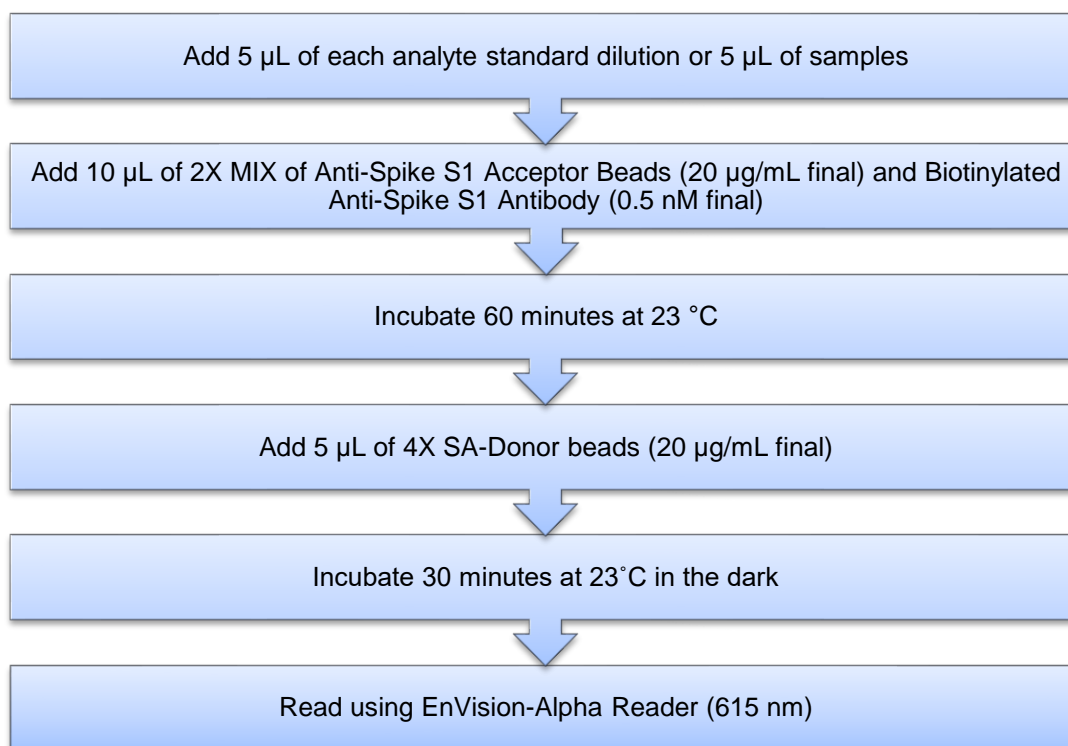 Add 5 µL of each analyte standard dilution or 5 µL of samples
Add 10 µL of 2X MIX of Anti-Spike S1 Acceptor Beads (20 µg/mL final) and Biotinylated
Anti-Spike S1 Antibody (0.5 nM final)
Incubate 60 minutes at 23 °C
Add 5 µL of 4X SA-Donor beads (20 µg/mL final)
Incubate 30 minutes at 23˚C in the dark
Read using EnVision-Alpha Reader (615 nm)